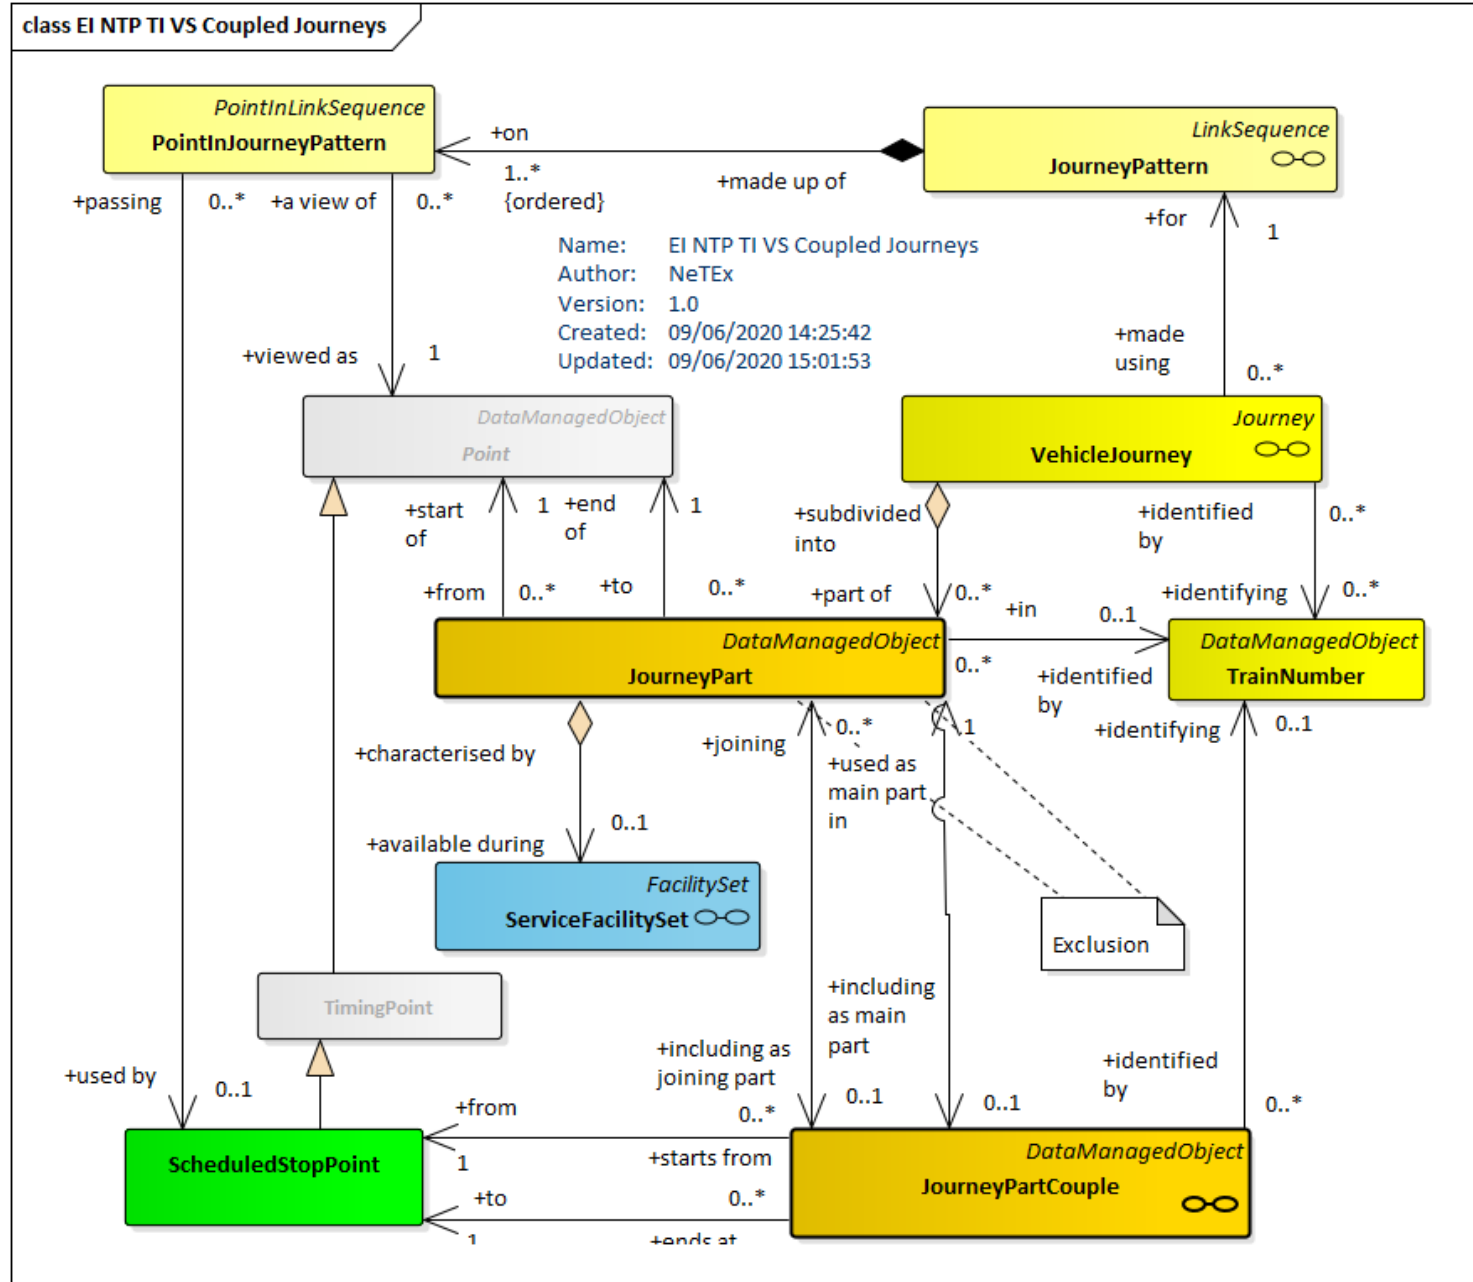 class EI NTP TI VS Coupled Journeys
PointInLinkSequence
PointInJourneyPattern
LinkSequence
JourneyPattern
+on
1..*
{ordered}
+made up of
+passing
0..*
+a view of
0..*
+for
1
Name: EI NTP TI VS Coupled Journeys
Author: NeTEx
Version: 1.0
Created: 09/06/2020 14:25:42
Updated: 09/06/2020 15:01:53
+viewed as
1
+made
using
0..*
DataManagedObject
Point
Journey
VehicleJourney
+start
of
1
+end
of
1
+subdivided
into
+identified
by
0..*
+from
0..*
+to
0..*
+part of
0..*
+in
0..1
+identifying
0..*
DataManagedObject
JourneyPart
0..*
+identified
by
DataManagedObject
TrainNumber
+characterised by
+joining
0..*
1
+identifying
0..1
+used as
main part
in
0..1
+available during
FacilitySet
ServiceFacilitySet
Exclusion
TimingPoint
+including
as main
part
+including as
joining part
+identified
by
+used by
0..1
0..1
0..1
0..*
+from
0..*
1
+starts from
ScheduledStopPoint
DataManagedObject
JourneyPartCouple
+to
0..*
1
+ends at